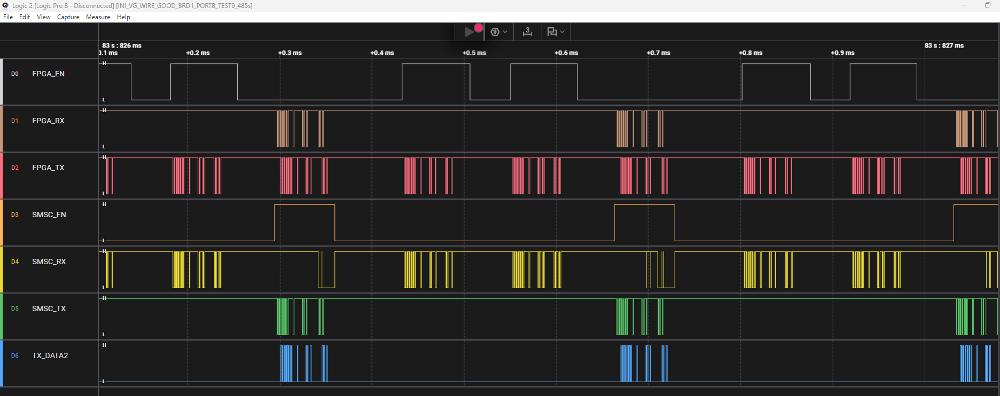 Logic 2 [Logic Pro 8 - Disconnected] [INI_VG_WIRE_GOOD_BRD1_PORTB_TEST9_485s]
File Edit View Capture Measure Help
1F 3
83 s : 826 ms 83 s : 827 ms
0.1 ms +0.2 ms +0.3 ms +0.4 ms +0.5 ms +0.6 ms +0.7 ms +0.8 ms +0.9 ms
H
D0 FPGA_EN
L
H
D1 FPGA_RX
L
H
D2 FPGA_TX
L
H
D3 SMSC_EN
L
H
D4 SMSC_RX
L
H
D5 SMSC_TX
L
H
D6 TX_DATA2
L